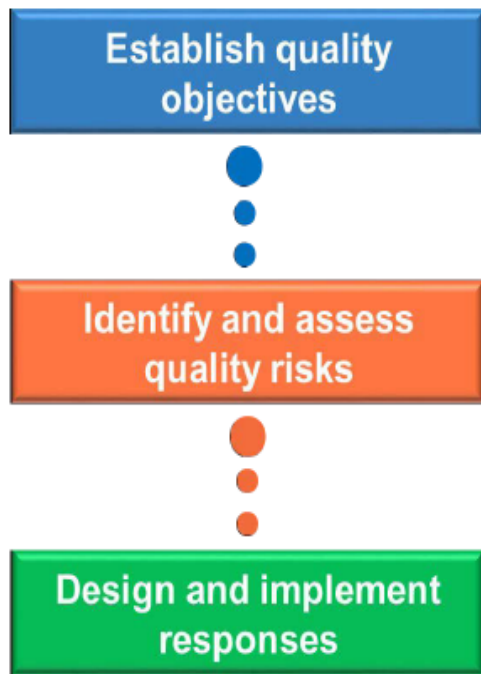 Establish quality
objectives
Identify and assess
quality risks
Design and implement
responses